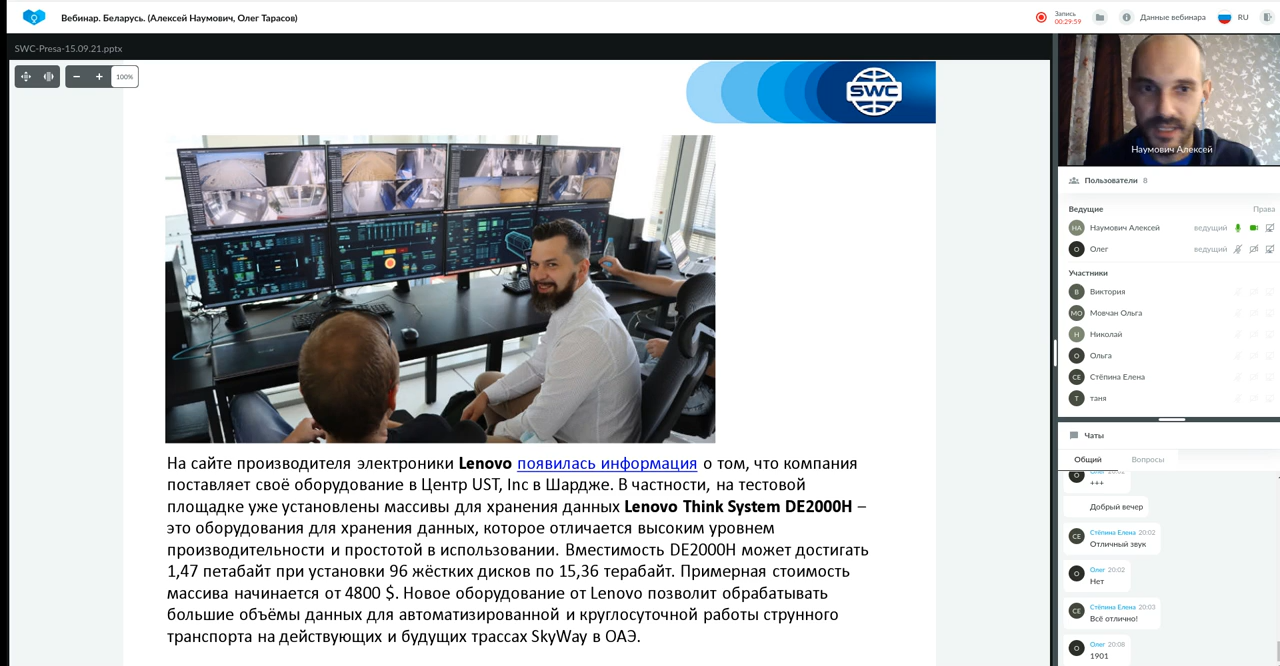 Вебинар. Беларусь. (Алексей Наумович, Олег Тарасов)
Запись
00:29:59
Данные вебинара
RU
SWC-Presa-15.09.21.pptx
100%
SWC
На сайте производителя электроники Lenovo появилась информация о том, что компания
поставляет своё оборудование в Центр UST, Inc в Шардже. В частности, на тестовой
площадке уже установлены массивы для хранения данных Lenovo Think System DE2000H –
это оборудования для хранения данных, которое отличается высоким уровнем
производительности и простотой в использовании. Вместимость DE2000H может достигать
1,47 петабайт при установки 96 жёстких дисков по 15,36 терабайт. Примерная стоимость
массива начинается от 4800 $. Новое оборудование от Lenovo позволит обрабатывать
большие объёмы данных для автоматизированной и круглосуточной работы струнного
транспорта на действующих и будущих трассах SkyWay в ОАЭ.
Наумович Алексей
Пользователи 8
Ведущие Права
НА Наумович Алексей ведущий
О Олег ведущий
Участники
В Виктория
МО Мовчан Ольга
Н Николай
О Ольга
СЕ Стёпина Елена
Т таня
Чаты
Общий Вопросы
О
+++
Добрый вечер
СЕ Стёпина Елена 20:02
Отличный звук
О Олег 20:02
Нет
СЕ Стёпина Елена 20:03
Всё отлично!
О Олег 20:08
1901